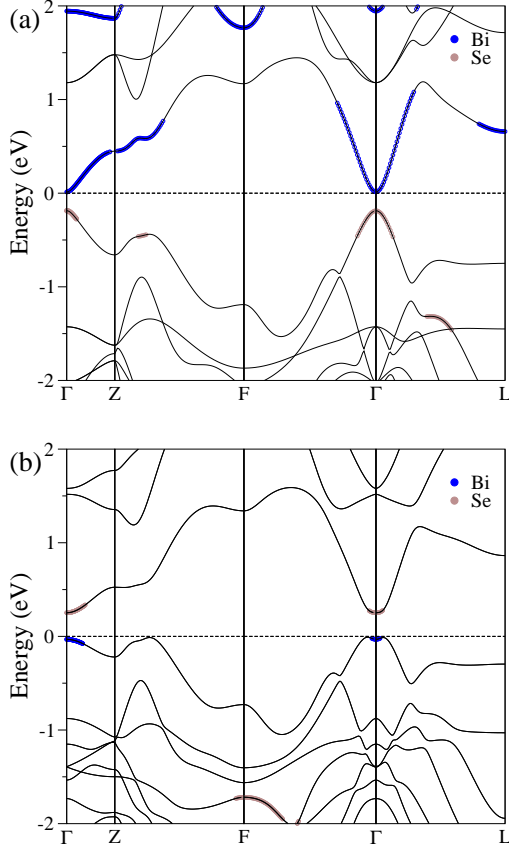 (a)
2
1
0
-1
-2
Energy (eV)
Bi
Se
Γ Z F Γ L
(b)
2
1
0
-1
-2
Energy (eV)
Bi
Se
Γ Z F Γ L